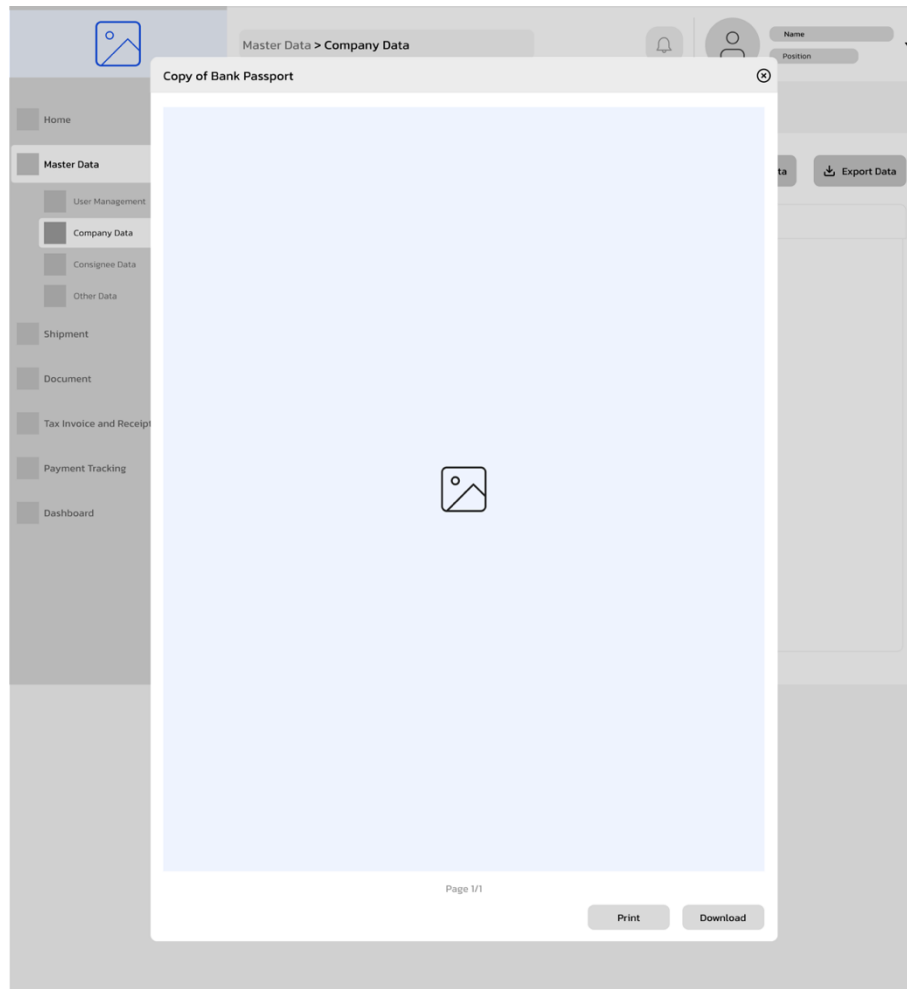 Master Data > Company Data
Name
Position
Copy of Bank Passport
Home
Master Data
User Management
Company Data
Consignee Data
Other Data
Shipment
Document
Tax Invoice and Receipt
Payment Tracking
Dashboard
ta
Export Data
Page 1/1
Print
Download